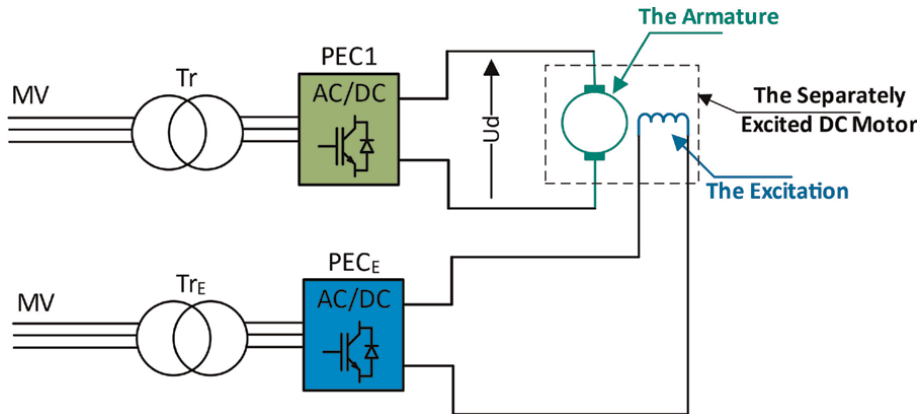 The Armature
PEC1
Tr
MV
AC/DC
Ud
The Separately
Excited DC Motor
The Excitation
PECE
TrE
MV
AC/DC